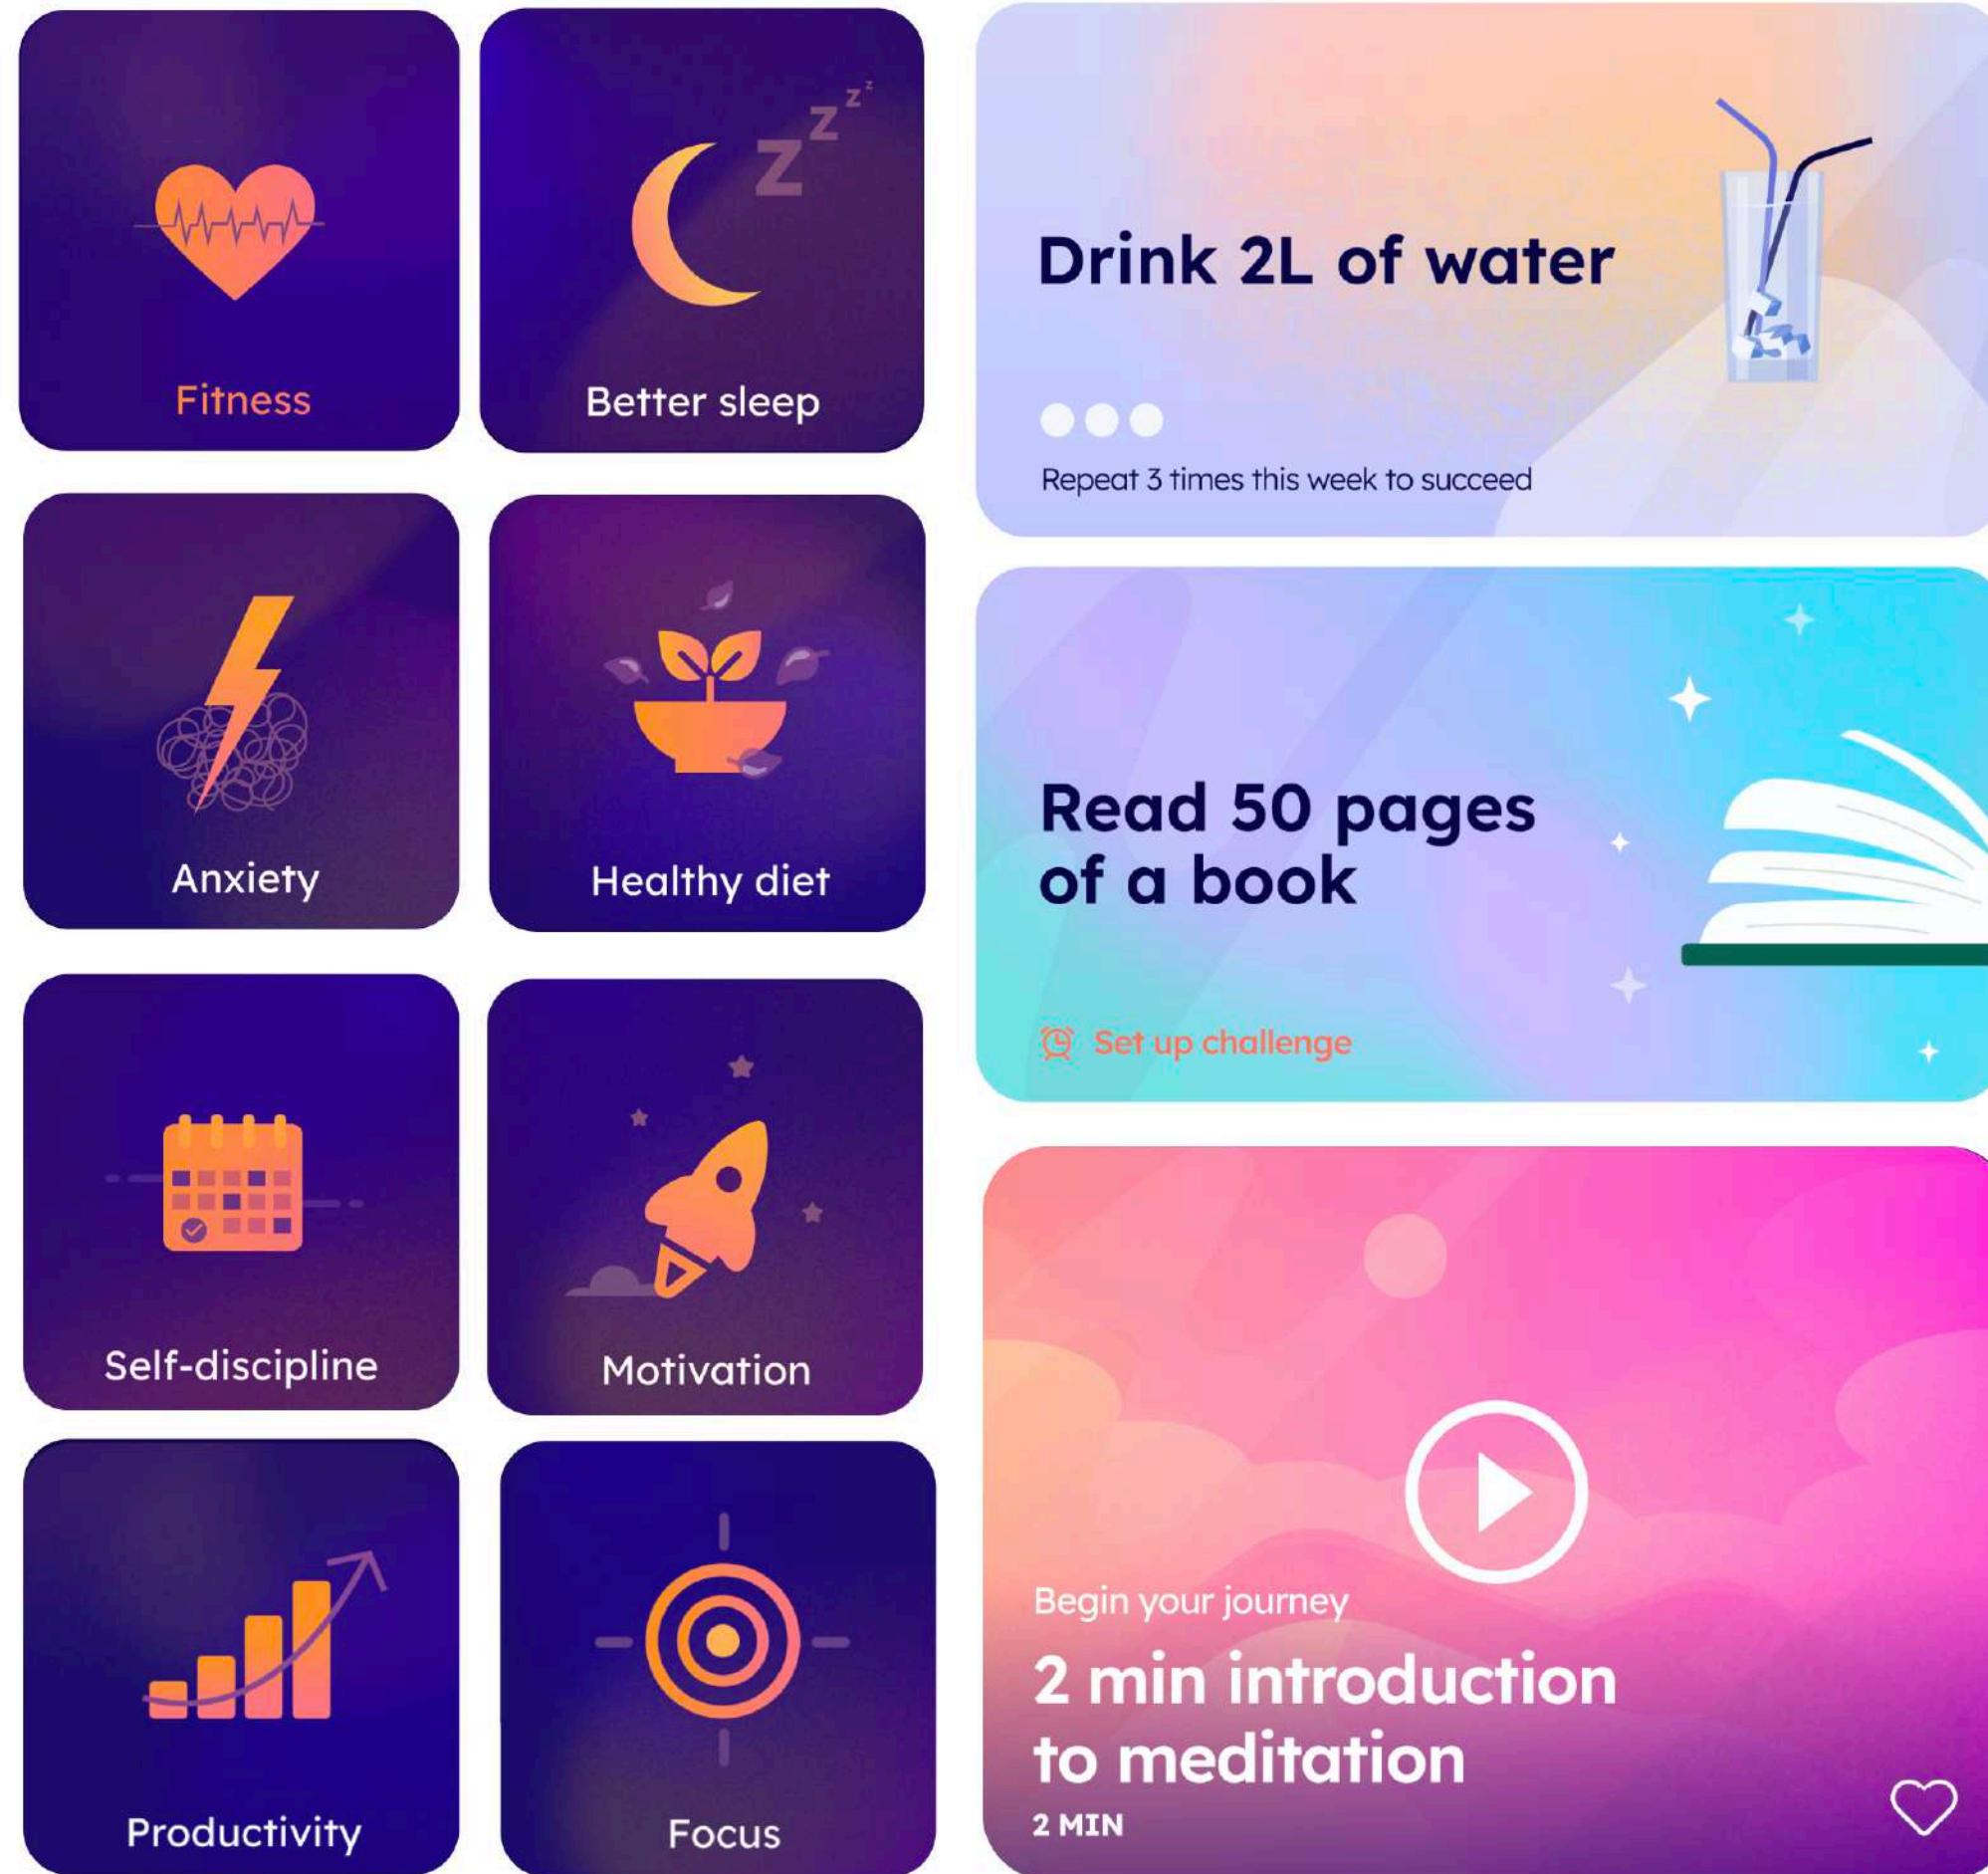 Fitness
Better sleep
Anxiety
Healthy diet
Self-discipline
Motivation
Productivity
Focus
z
z
z
z
Drink 2L of water
Repeat 3 times this week to succeed
Read 50 pages
of a book
Set up challenge
Begin your journey
2 min introduction
to meditation
2 MIN